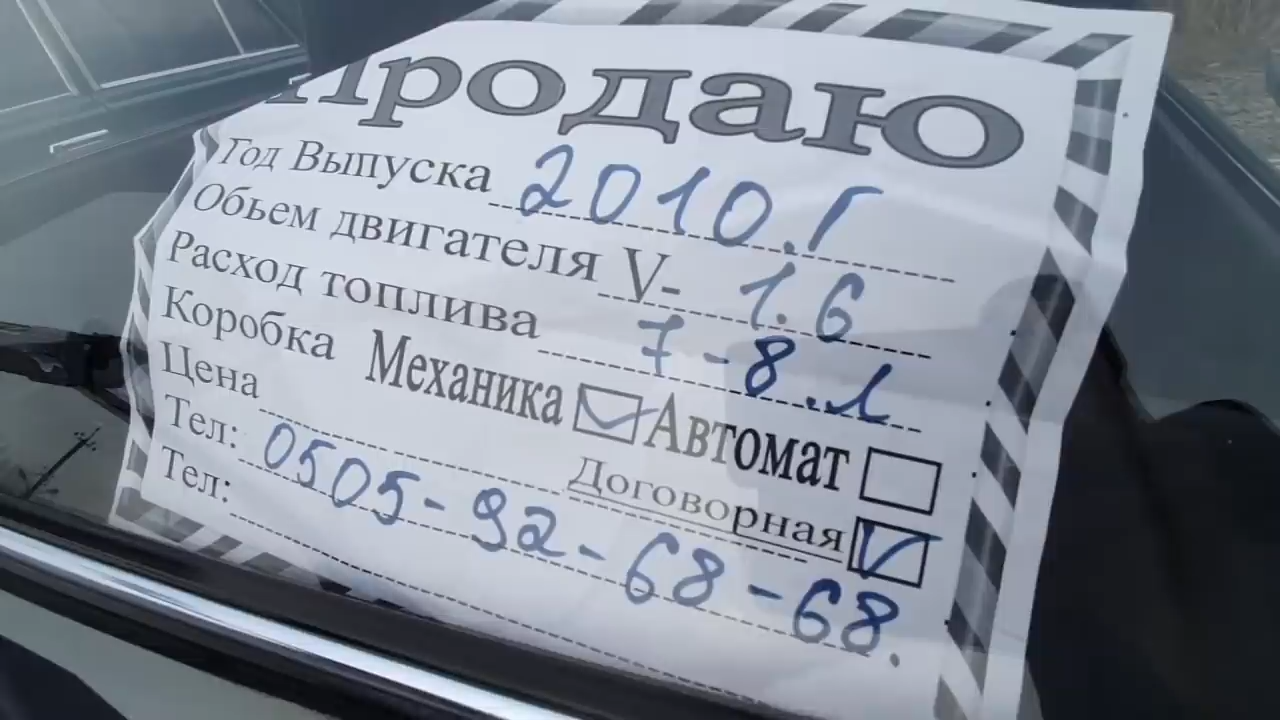 Продаю
Год Выпуска 2010.г
Обьем двигателя V- 1.6
Расход топлива 7-8.л
Коробка Механика Автомат
Цена Договорная
Тел: 0505-92-68-68.
Тел: